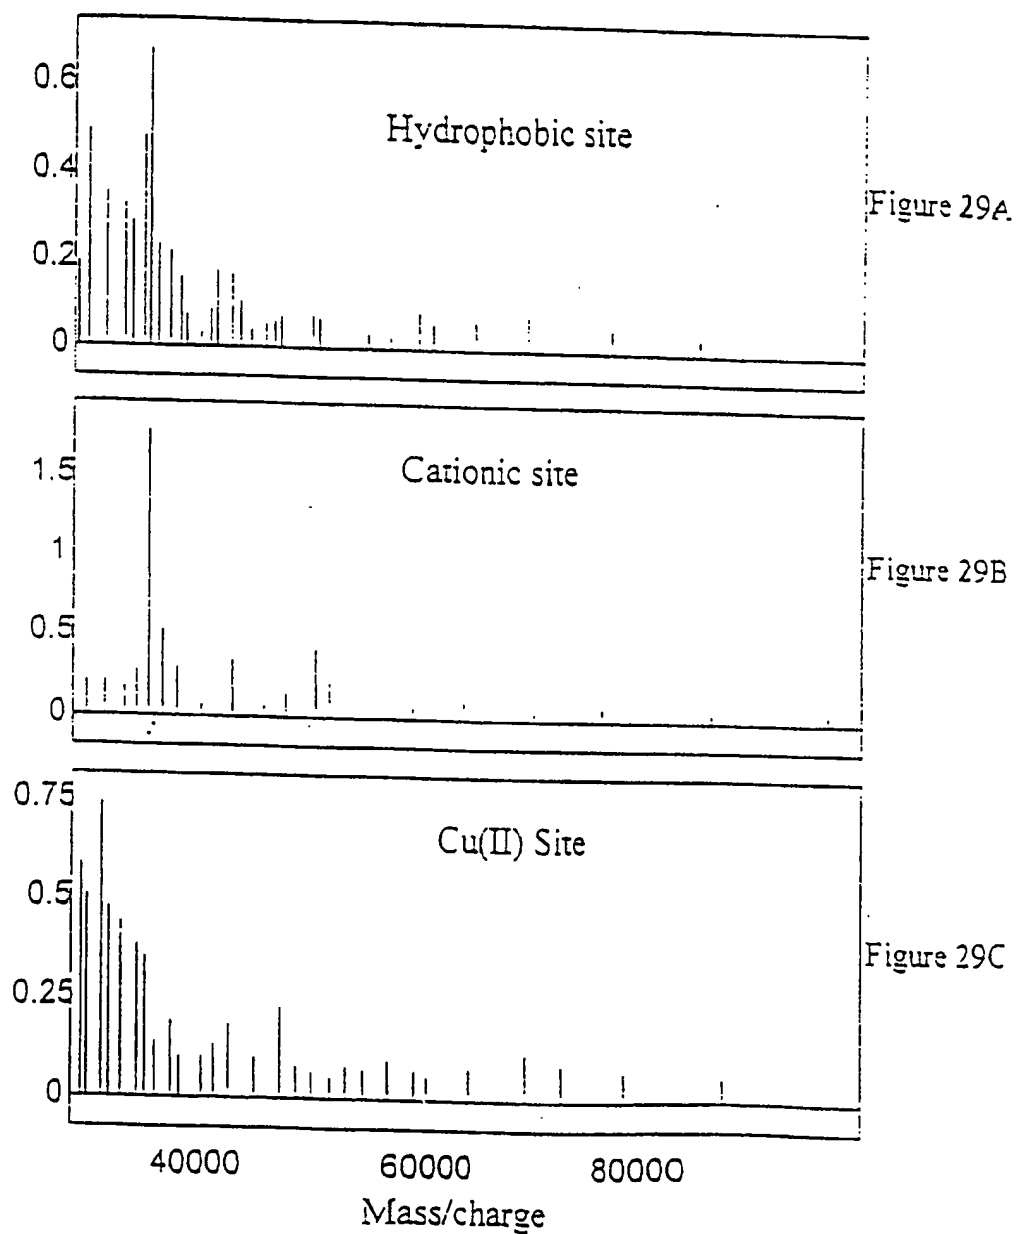 0.6
0.4
0.2
0
Hydrophobic site
Figure 29A
1.5
1
0.5
0
Cationic site
Figure 29B
0.75
0.5
0.25
0
Cu(II) Site
Figure 29C
40000 60000 80000
Mass/charge